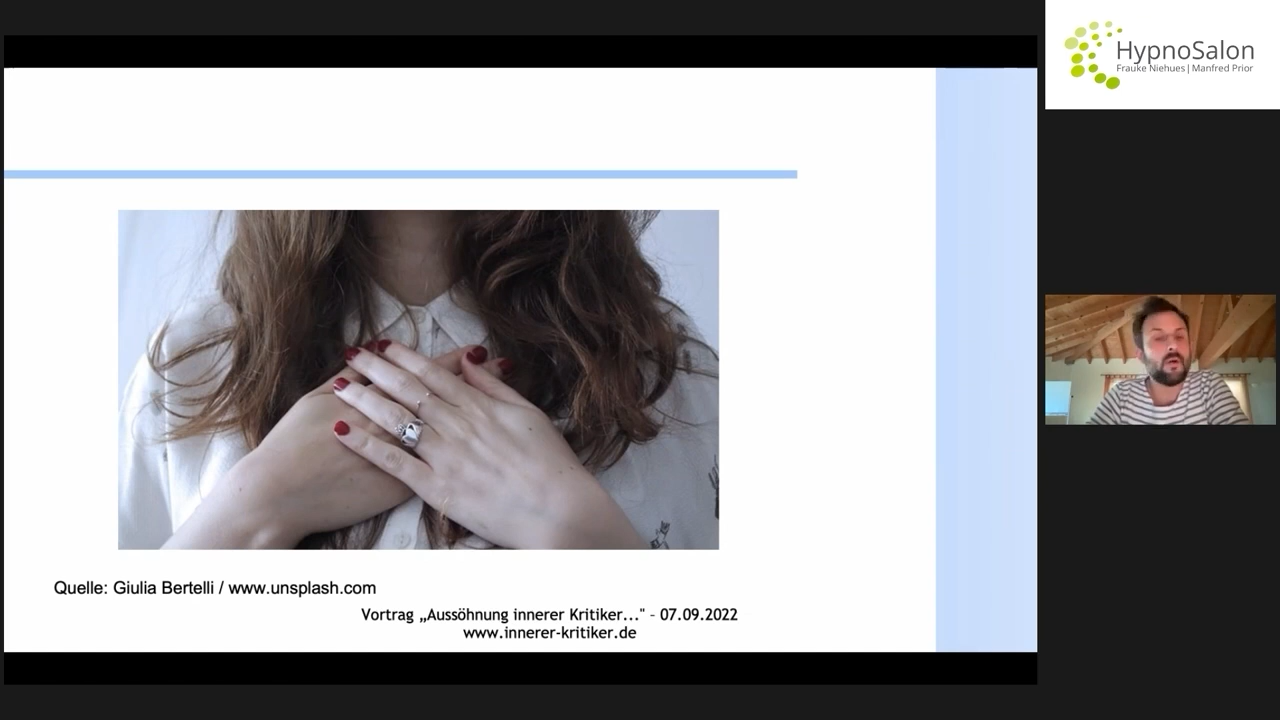 HypnoSalon
Frauke Niehues | Manfred Prior
Quelle: Giulia Bertelli / www.unsplash.com
Vortrag „Aussöhnung innerer Kritiker..." – 07.09.2022
www.innerer-kritiker.de